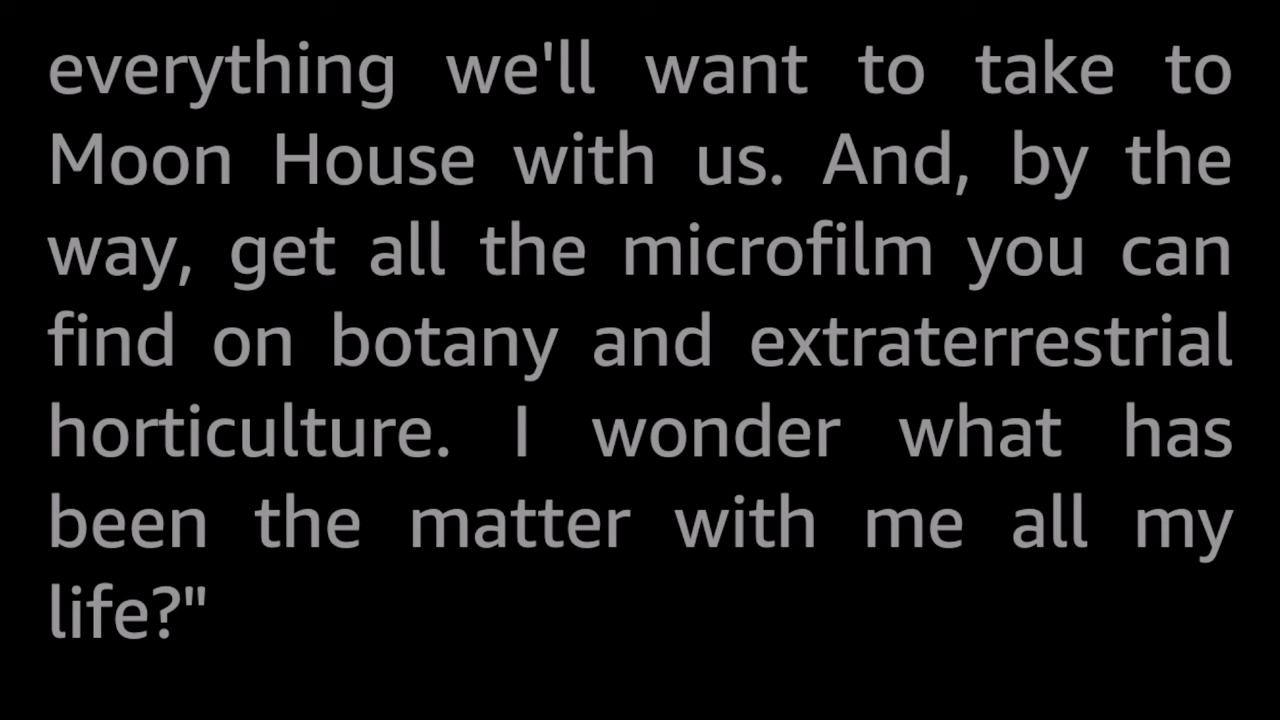 everything we'll want to take to
Moon House with us. And, by the
way, get all the microfilm you can
find on botany and extraterrestrial
horticulture. I wonder what has
been the matter with me all my
life?"